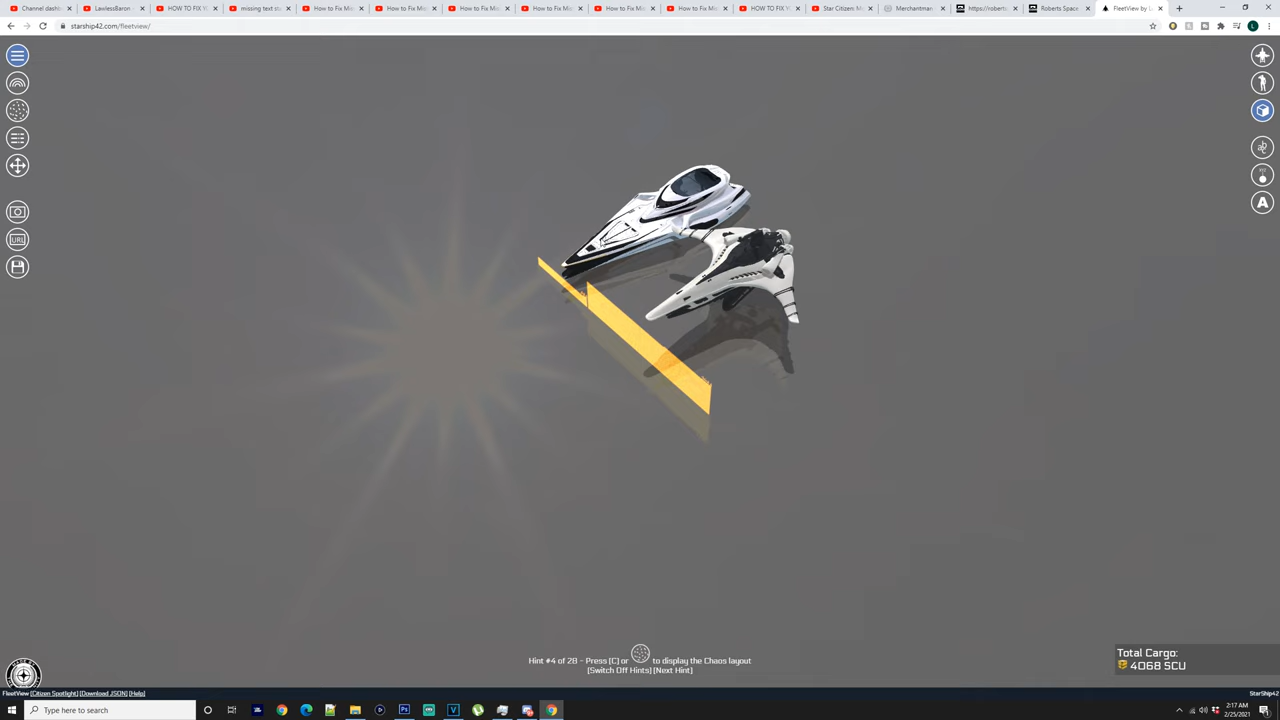 Channel dashb
LawlessBaron
HOW TO FIX Y
missing text st
How to Fix Mi
How to Fix Mi
How to Fix Mi
How to Fix Mi
How to Fix Mi
How to Fix Mi
HOW TO FIX Y
Star Citizen: M
Merchantman
https://robert
Roberts Space
FleetView by L
starship42.com/fleetview/
L
URL
A
Hint #4 of 28 - Press [C] or to display the Chaos layout
[Switch Off Hints] [Next Hint]
Total Cargo:
4068 SCU
FleetView [Citizen Spotlight] [Download JSON] [Help]
StarShip42
Type here to search
2:17 AM
2/25/2021